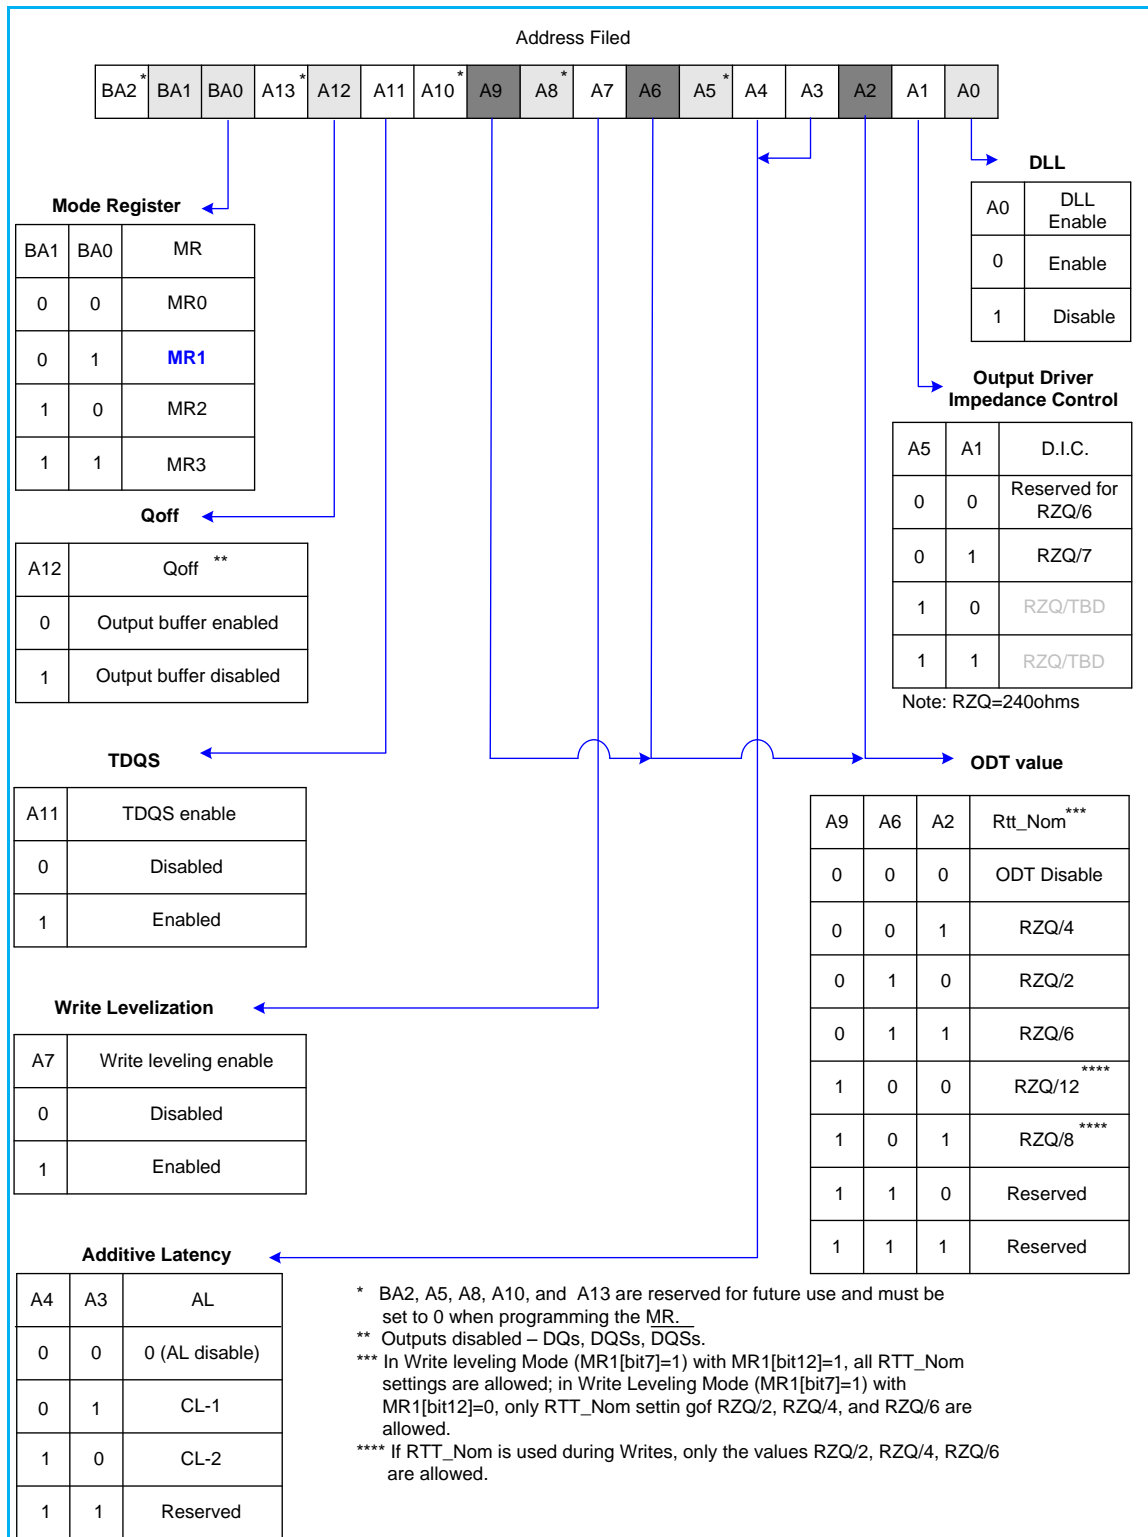 Address Filed
BA2* BA1 BA0 A13* A12 A11 A10* A9 A8* A7 A6 A5* A4 A3 A2 A1 A0
Mode Register
BA1 BA0 MR
0 0 MR0
0 1 MR1
1 0 MR2
1 1 MR3
Qoff
A12 Qoff **
0 Output buffer enabled
1 Output buffer disabled
TDQS
A11 TDQS enable
0 Disabled
1 Enabled
Write Levelization
A7 Write leveling enable
0 Disabled
1 Enabled
Additive Latency
A4 A3 AL
0 0 0 (AL disable)
0 1 CL-1
1 0 CL-2
1 1 Reserved
DLL
A0 DLL
Enable
0 Enable
1 Disable
Output Driver
Impedance Control
A5 A1 D.I.C.
0 0 Reserved for
RZQ/6
0 1 RZQ/7
1 0 RZQ/TBD
1 1 RZQ/TBD
Note: RZQ=240ohms
ODT value
A9 A6 A2 Rtt_Nom***
0 0 0 ODT Disable
0 0 1 RZQ/4
0 1 0 RZQ/2
0 1 1 RZQ/6
1 0 0 RZQ/12****
1 0 1 RZQ/8****
1 1 0 Reserved
1 1 1 Reserved
* BA2, A5, A8, A10, and A13 are reserved for future use and must be
set to 0 when programming the MR.
** Outputs disabled – DQs, DQSs, D̅Q̅S̅s̅.
*** In Write leveling Mode (MR1[bit7]=1) with MR1[bit12]=1, all RTT_Nom
settings are allowed; in Write Leveling Mode (MR1[bit7]=1) with
MR1[bit12]=0, only RTT_Nom settin gof RZQ/2, RZQ/4, and RZQ/6 are
allowed.
**** If RTT_Nom is used during Writes, only the values RZQ/2, RZQ/4, RZQ/6
are allowed.